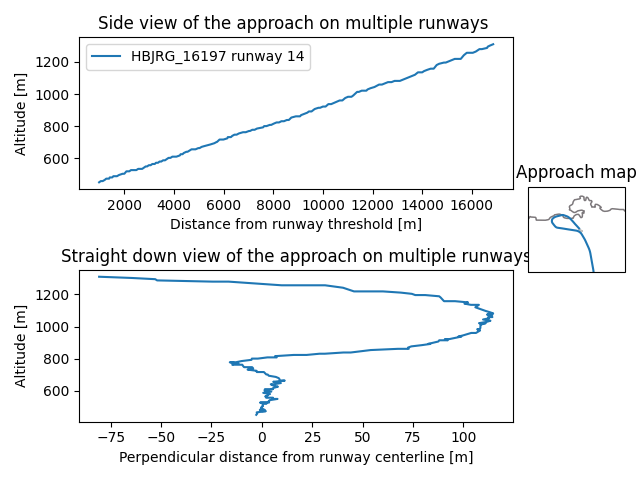 Side view of the approach on multiple runways
HBJRG_16197 runway 14
Altitude [m]
1200
1000
800
600
2000 4000 6000 8000 10000 12000 14000 16000
Distance from runway threshold [m]
Approach map
Straight down view of the approach on multiple runways
Altitude [m]
1200
1000
800
600
−75 −50 −25 0 25 50 75 100
Perpendicular distance from runway centerline [m]